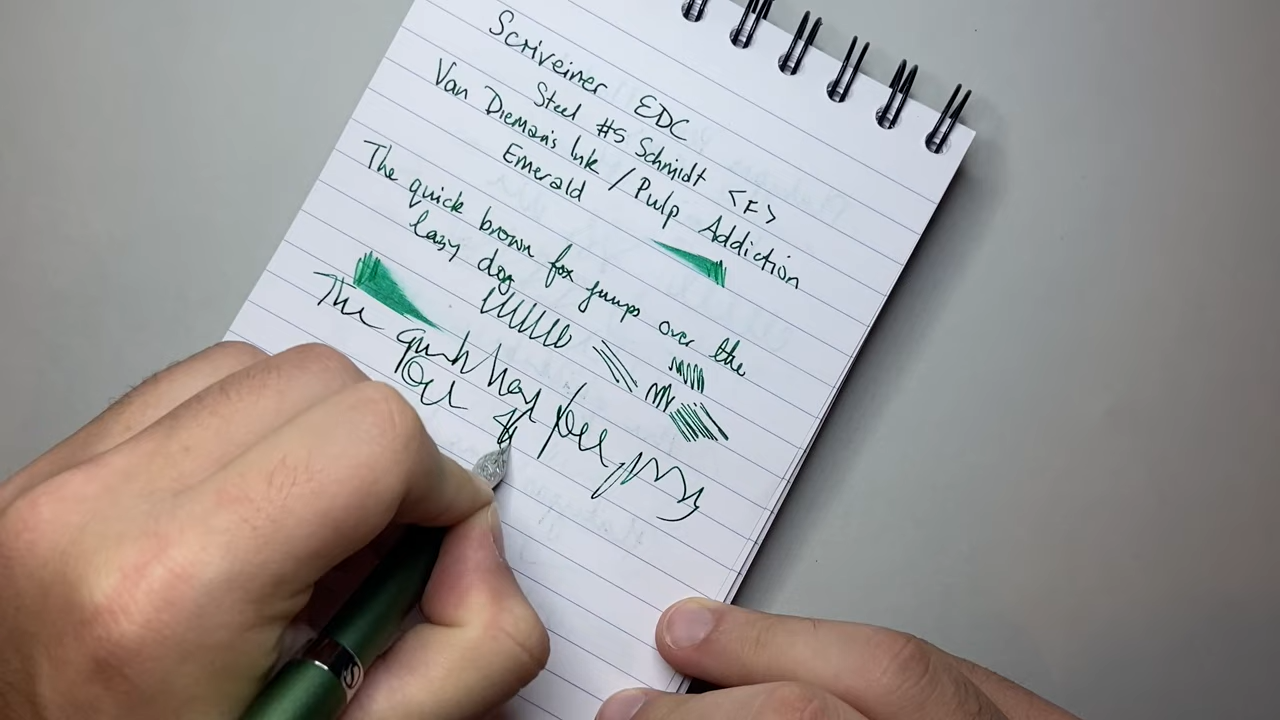 Scriveiner EDC
Steel #5 Schmidt <F>
Van Dieman's Ink / Pulp Addiction
Emerald
The quick brown fox jumps over the
lazy dog
The